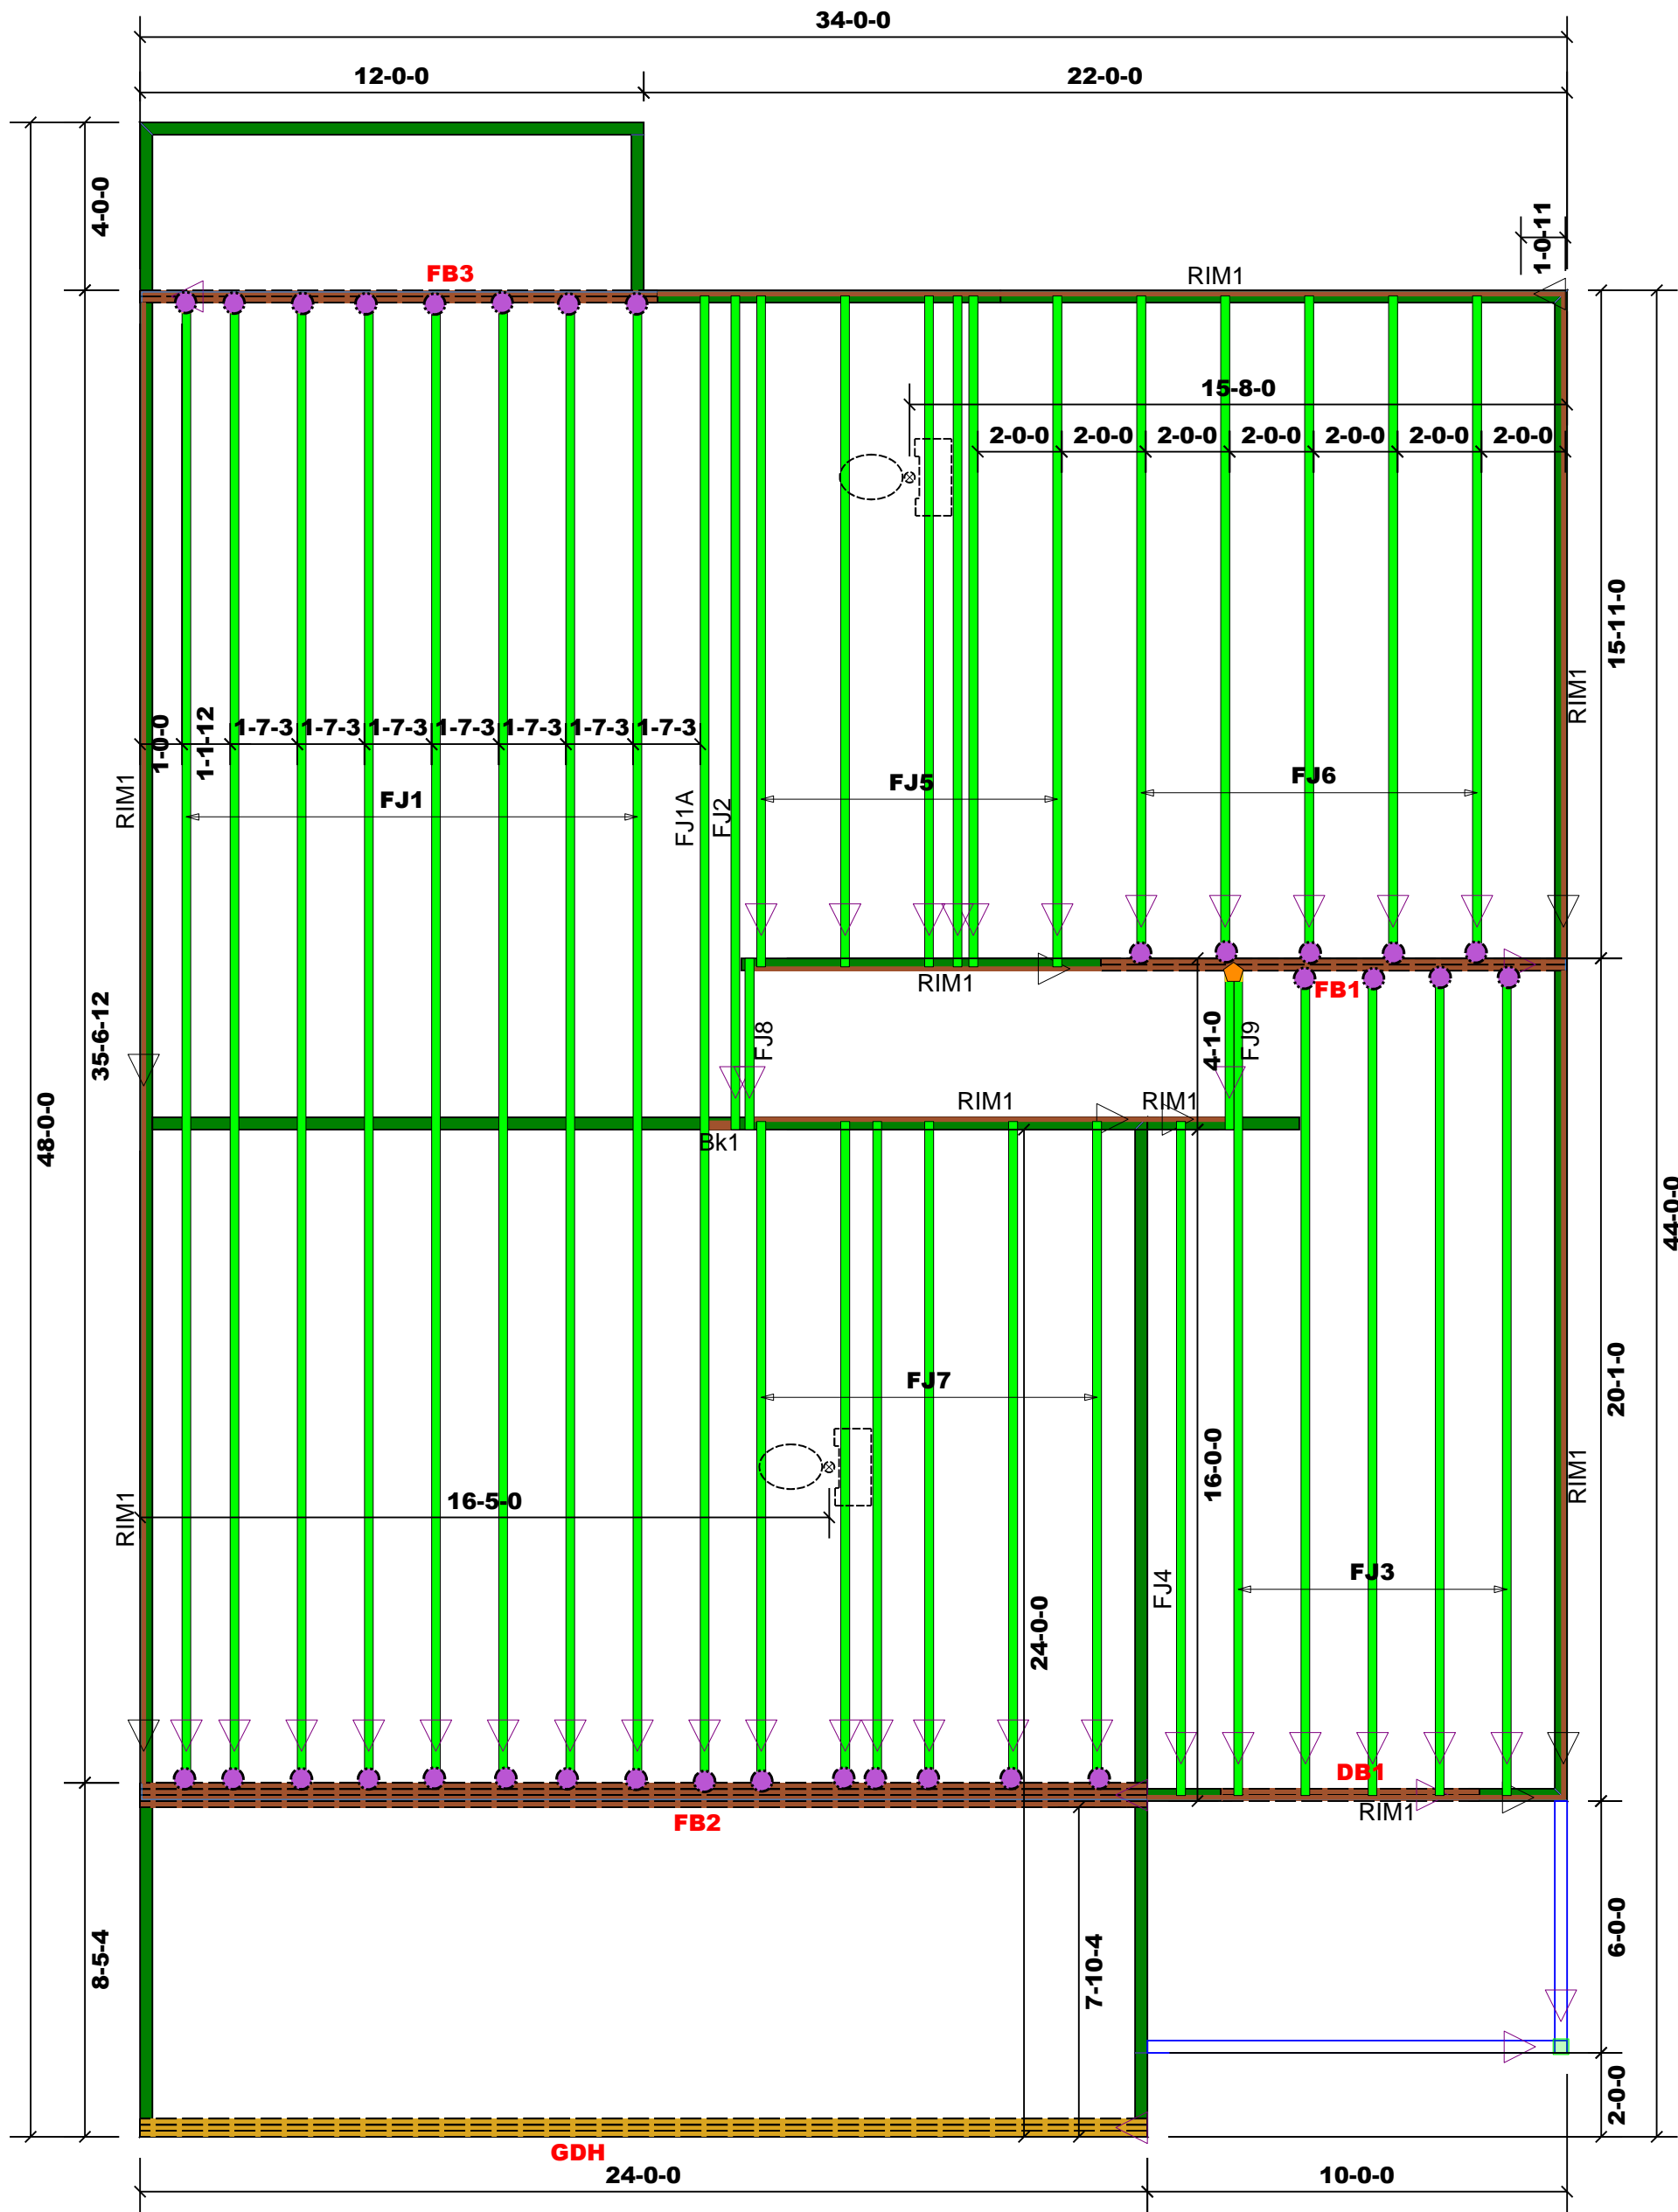 34-0-0
12-0-0
22-0-0
4-0-0
1-0-11
FB3
RIM1
15-8-0
2-0-0
2-0-0
2-0-0
2-0-0
2-0-0
2-0-0
2-0-0
15-11-0
RIM1
1-0-0
1-1-12
1-7-3
1-7-3
1-7-3
1-7-3
1-7-3
1-7-3
1-7-3
RIM1
FJ1
FJ1A
FJ2
FJ5
FJ6
RIM1
FB1
35-6-12
48-0-0
FJ8
4-1-0
FJ9
RIM1
RIM1
Bk1
44-0-0
20-1-0
FJ7
16-5-0
RIM1
16-0-0
RIM1
FJ4
FJ3
24-0-0
DB1
RIM1
FB2
8-5-4
7-10-4
6-0-0
2-0-0
GDH
24-0-0
10-0-0